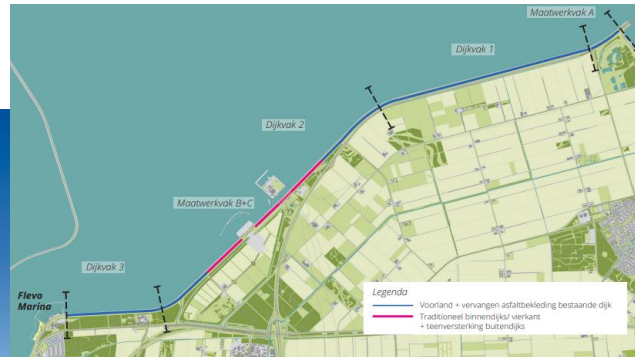 Maatwerkvak A
Dijkvak 1
Dijkvak 2
Maatwerkvak B+C
Dijkvak 3
Flevo
Marina
Legenda
Voorland + vervangen asfaltbekleding bestaande dijk
Traditioneel binnendijks/ vierkant
+ teenversterking buitendijks